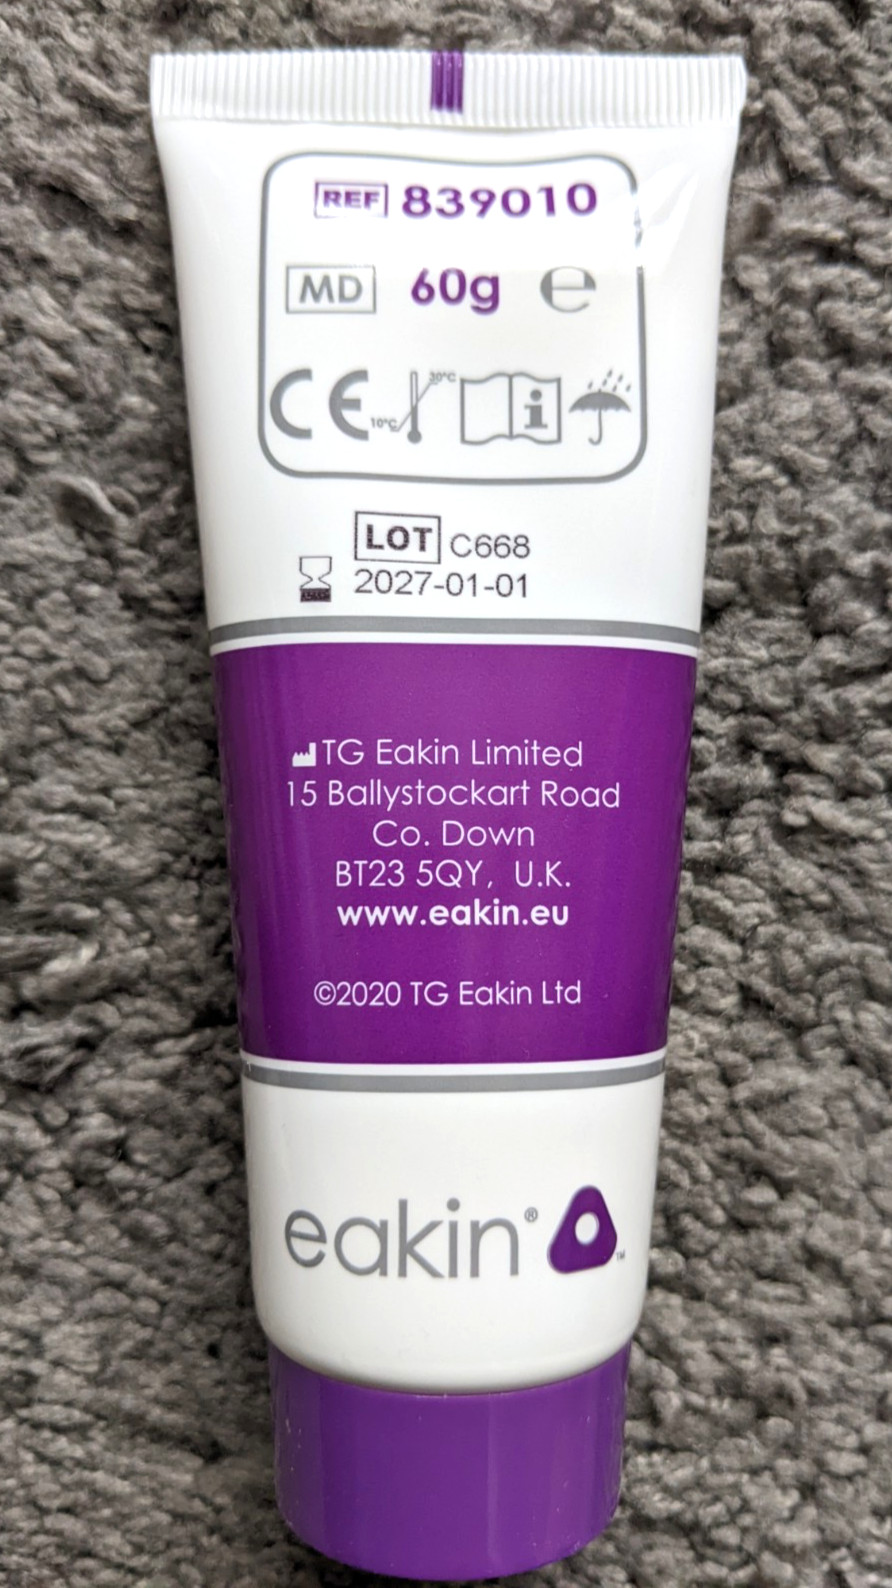 REF 839010
MD 60g e
CE 10°C 30°C i
LOT C668
2027-01-01
TG Eakin Limited
15 Ballystockart Road
Co. Down
BT23 5QY, U.K.
www.eakin.eu
©2020 TG Eakin Ltd
eakin® ™